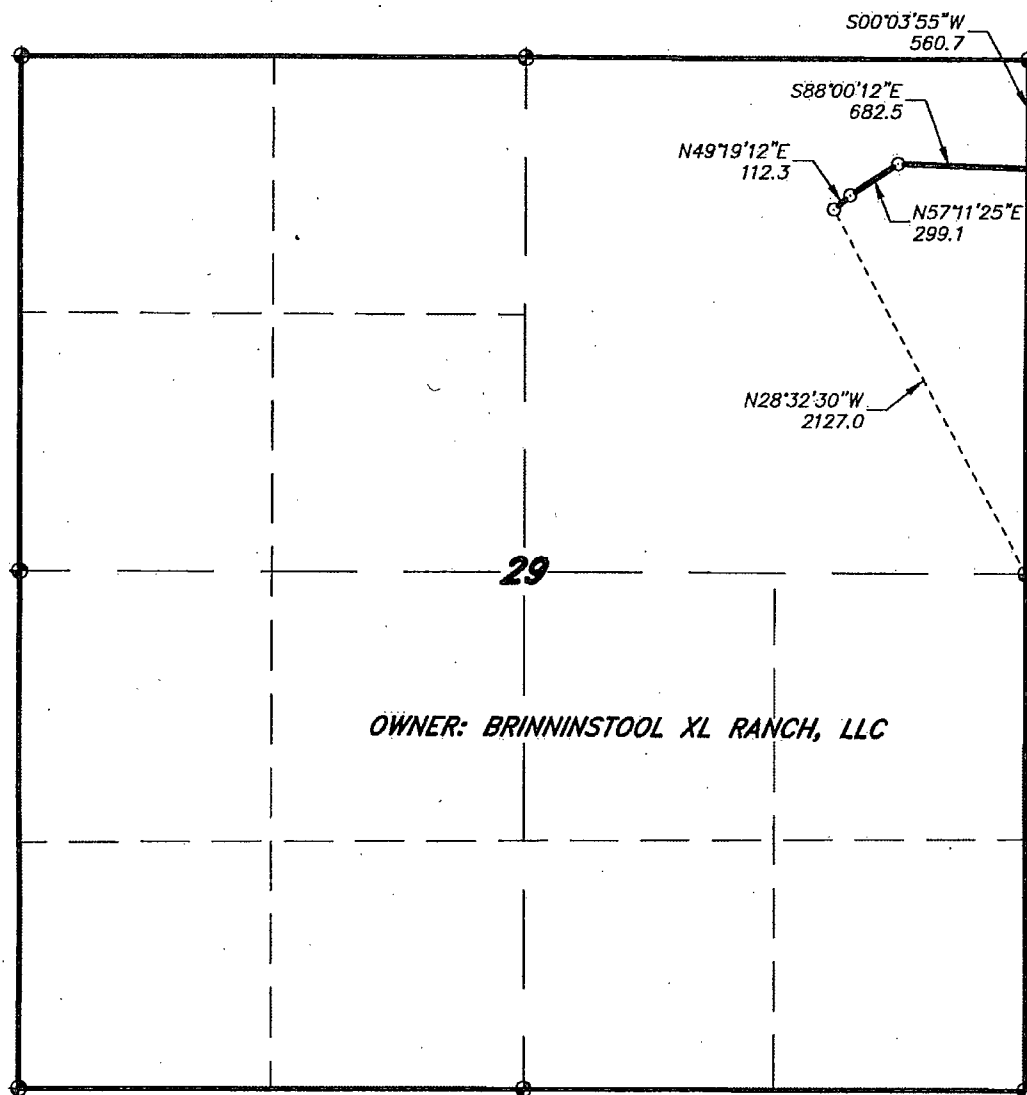 S00°03'55"W
560.7
S88°00'12"E
682.5
N49°19'12"E
112.3
N57°11'25"E
299.1
N28°32'30"W
2127.0
29
OWNER: BRINNINSTOOL XL RANCH, LLC